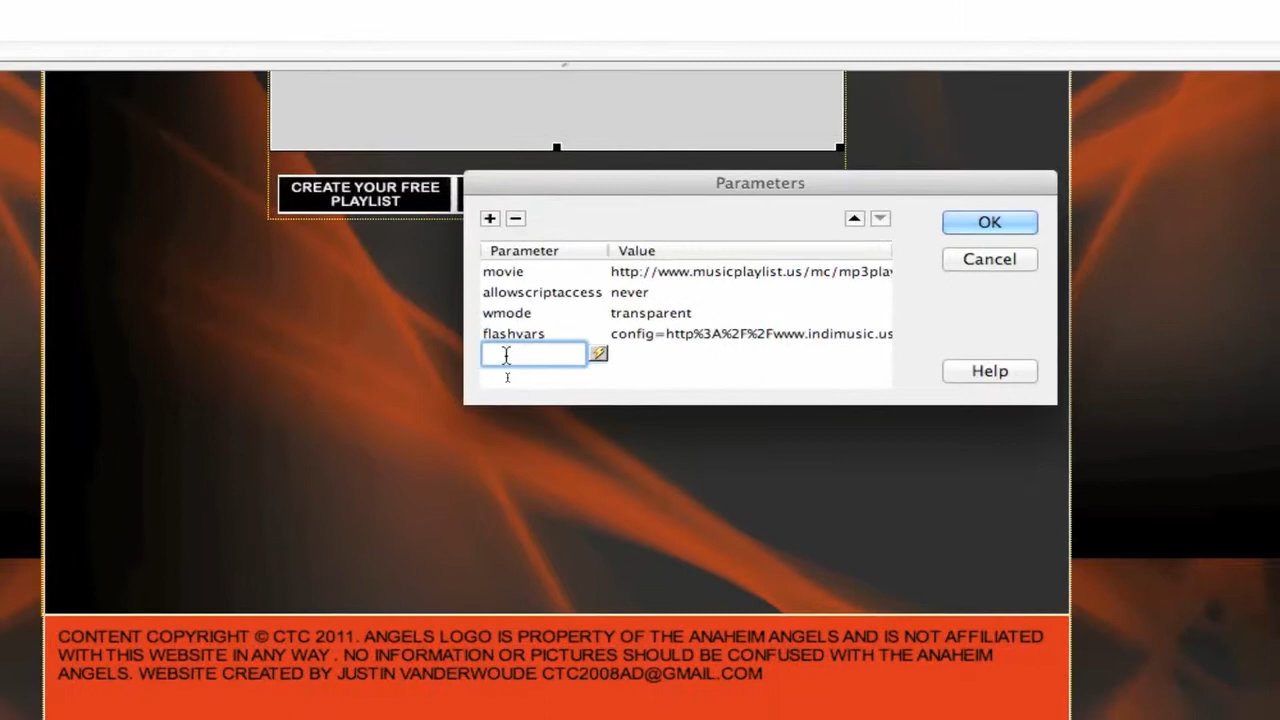 CREATE YOUR FREE
PLAYLIST
Parameters
Parameter Value
movie http://www.musicplaylist.us/mc/mp3play
allowscriptaccess never
wmode transparent
flashvars config=http%3A%2F%2Fwww.indimusic.us
OK
Cancel
Help
CONTENT COPYRIGHT © CTC 2011. ANGELS LOGO IS PROPERTY OF THE ANAHEIM ANGELS AND IS NOT AFFILIATED
WITH THIS WEBSITE IN ANY WAY . NO INFORMATION OR PICTURES SHOULD BE CONFUSED WITH THE ANAHEIM
ANGELS. WEBSITE CREATED BY JUSTIN VANDERWOUDE CTC2008AD@GMAIL.COM